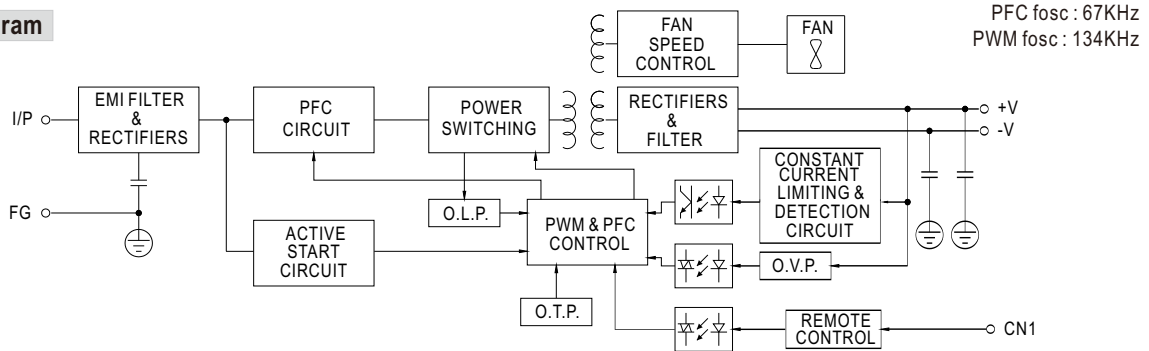 ram
PFC fosc : 67KHz
PWM fosc : 134KHz
FAN
SPEED
CONTROL
FAN
I/P
EMI FILTER
&
RECTIFIERS
PFC
CIRCUIT
POWER
SWITCHING
RECTIFIERS
&
FILTER
+V
-V
FG
ACTIVE
START
CIRCUIT
O.L.P.
PWM & PFC
CONTROL
O.T.P.
CONSTANT
CURRENT
LIMITING &
DETECTION
CIRCUIT
O.V.P.
REMOTE
CONTROL
CN1